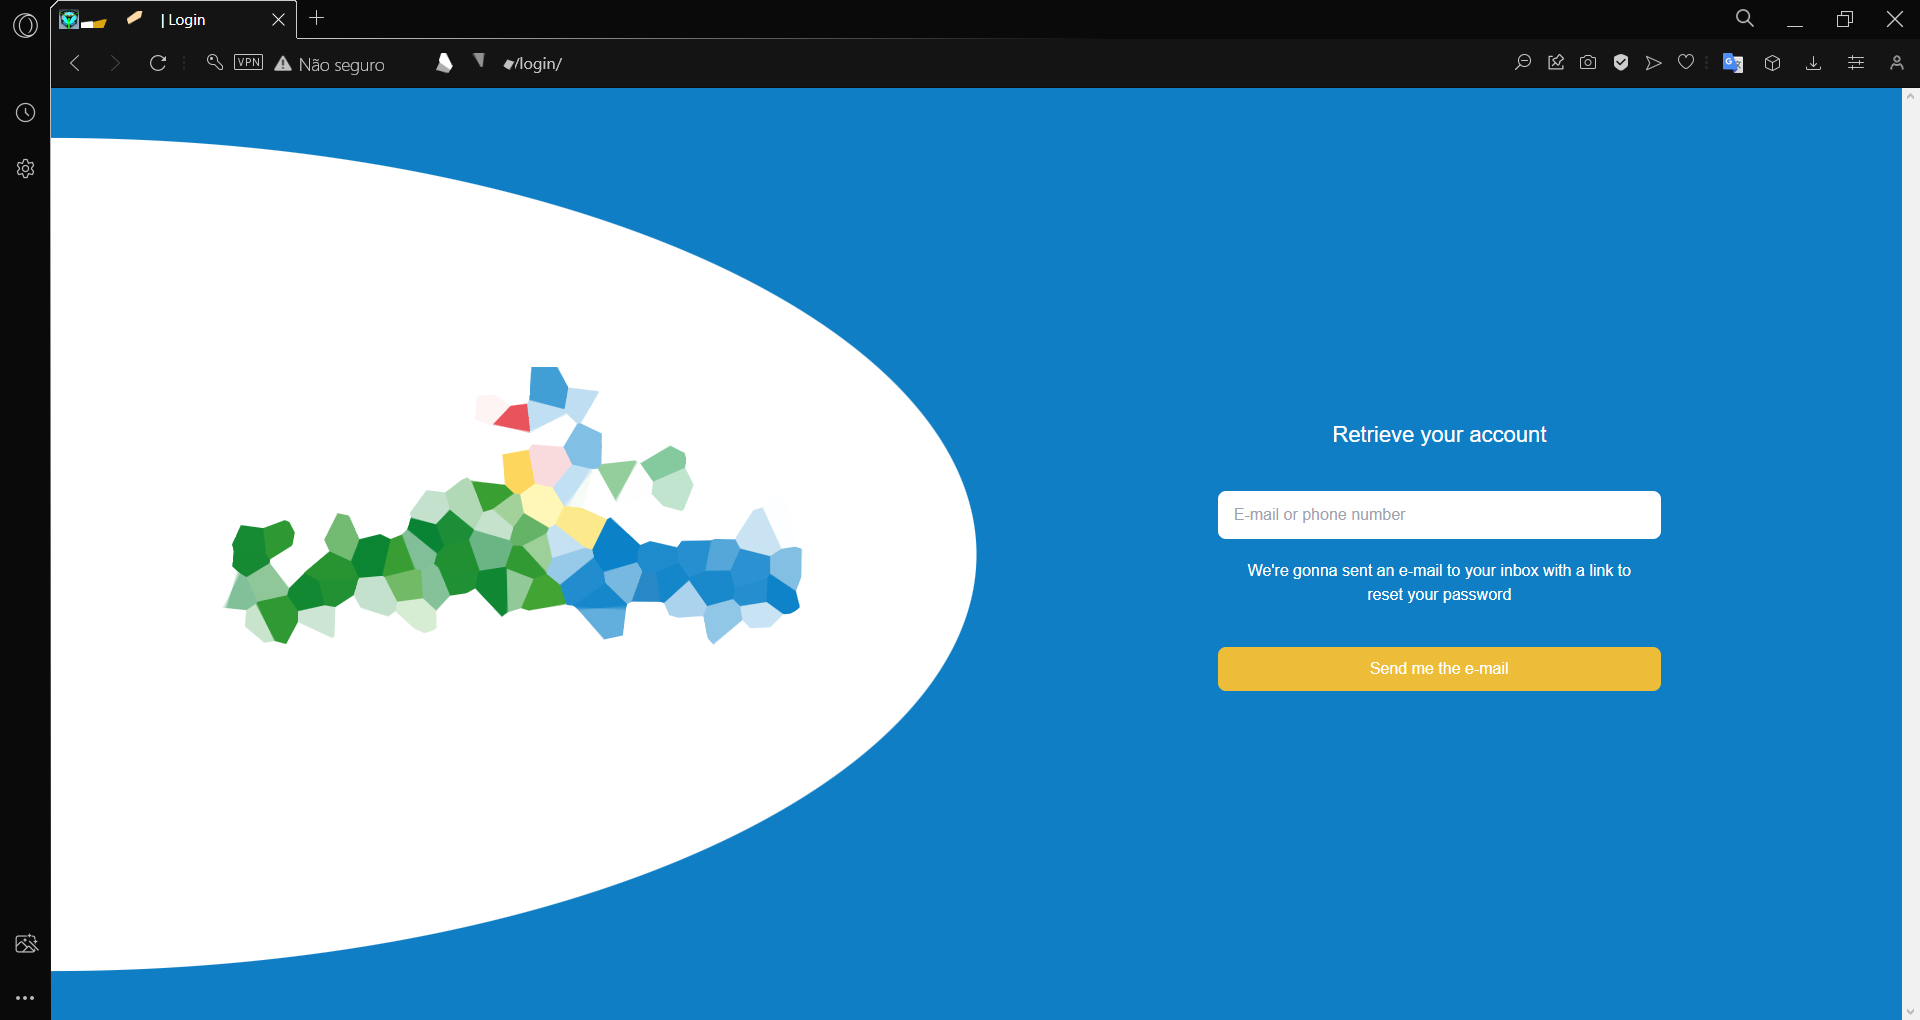 | Login
VPN
Não seguro
/login/
Retrieve your account
E-mail or phone number
We're gonna sent an e-mail to your inbox with a link to
reset your password
Send me the e-mail